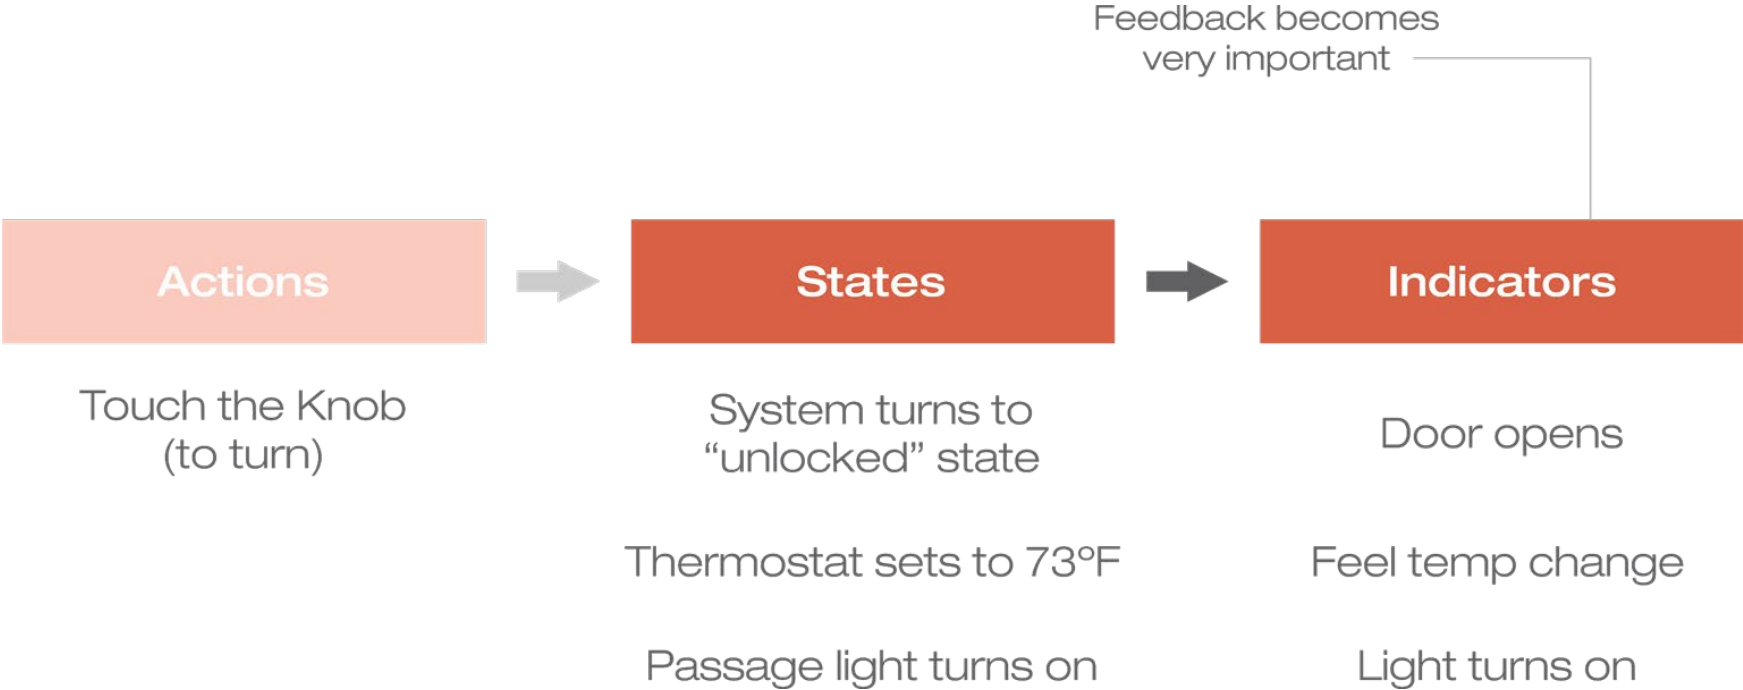 Feedback becomes
very important
Actions
States
Indicators
Touch the Knob
(to turn)
System turns to
“unlocked” state
Door opens
Thermostat sets to 73ºF
Feel temp change
Passage light turns on
Light turns on